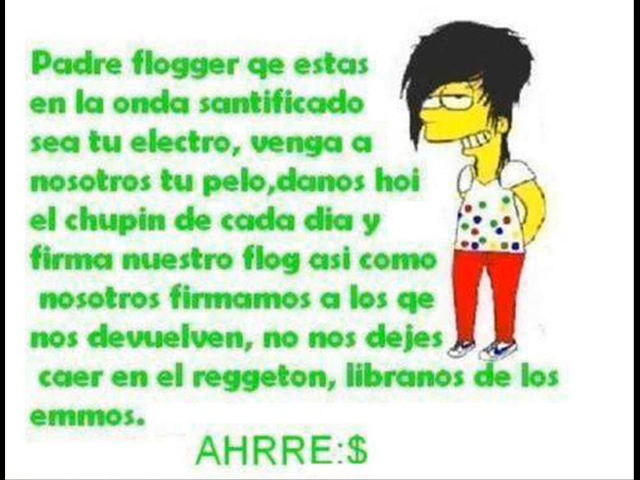 Padre flogger qe estas
en la onda santificado
sea tu electro, venga a
nosotros tu pelo,danos hoi
el chupin de cada dia y
firma nuestro flog asi como
nosotros firmamos a los qe
nos devuelven, no nos dejes
caer en el reggeton, libranos de los
emmos.
AHRRE:$